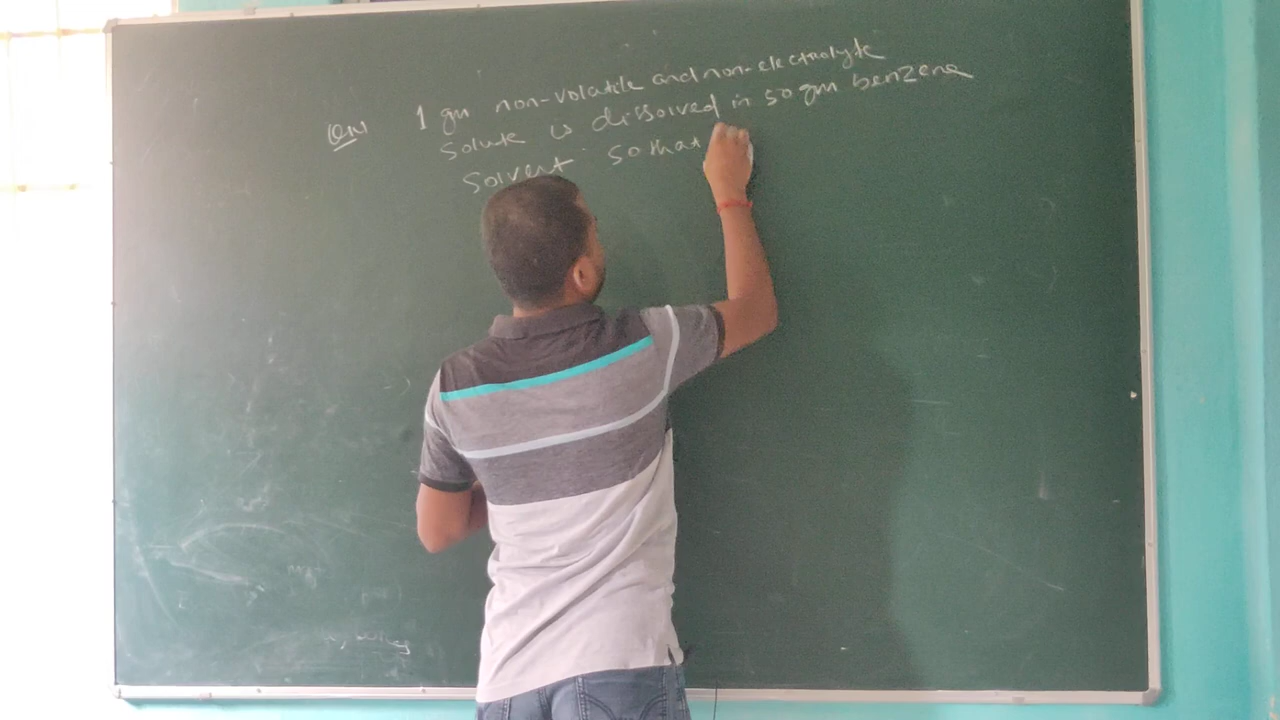 QN 1 gm non-volatile and non-electrolyte
solute is dissolved in 50 gm benzene
solvent so that